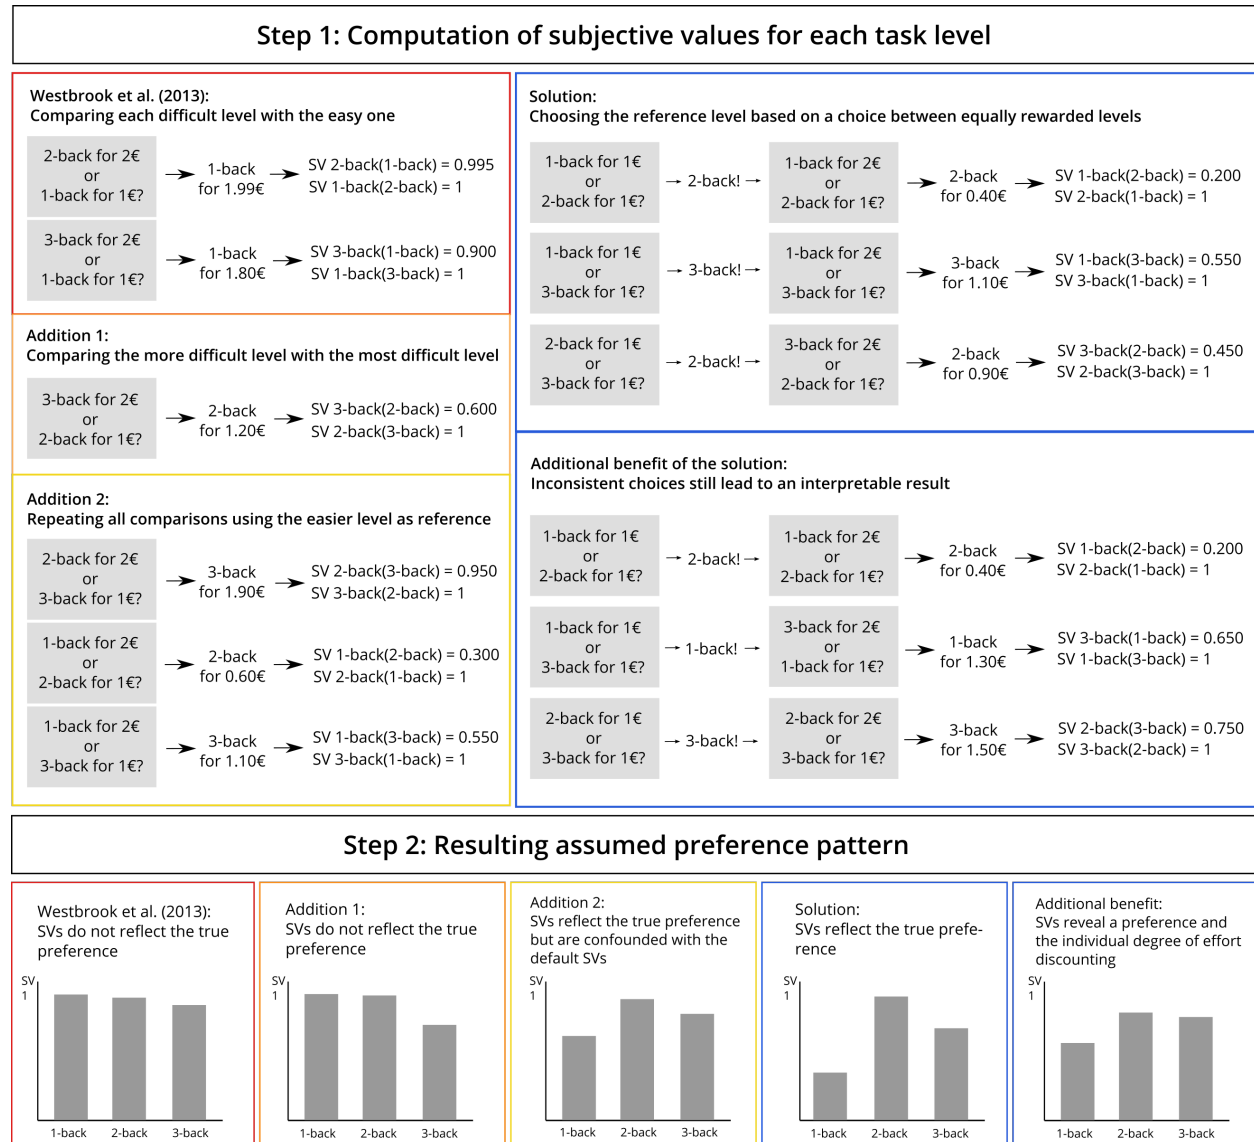 Step 1: Computation of subjective values for each task level
Westbrook et al. (2013):
Comparing each difficult level with the easy one
2-back for 2€
or
1-back for 1€?
1-back
for 1.99€
SV 2-back(1-back) = 0.995
SV 1-back(2-back) = 1
3-back for 2€
or
1-back for 1€?
1-back
for 1.80€
SV 3-back(1-back) = 0.900
SV 1-back(3-back) = 1
Addition 1:
Comparing the more difficult level with the most difficult level
3-back for 2€
or
2-back for 1€?
2-back
for 1.20€
SV 3-back(2-back) = 0.600
SV 2-back(3-back) = 1
Addition 2:
Repeating all comparisons using the easier level as reference
2-back for 2€
or
3-back for 1€?
3-back
for 1.90€
SV 2-back(3-back) = 0.950
SV 3-back(2-back) = 1
1-back for 2€
or
2-back for 1€?
2-back
for 0.60€
SV 1-back(2-back) = 0.300
SV 2-back(1-back) = 1
1-back for 2€
or
3-back for 1€?
3-back
for 1.10€
SV 1-back(3-back) = 0.550
SV 3-back(1-back) = 1
Solution:
Choosing the reference level based on a choice between equally rewarded levels
1-back for 1€
or
2-back for 1€?
2-back!
1-back for 2€
or
2-back for 1€?
2-back
for 0.40€
SV 1-back(2-back) = 0.200
SV 2-back(1-back) = 1
1-back for 1€
or
3-back for 1€?
3-back!
1-back for 2€
or
3-back for 1€?
3-back
for 1.10€
SV 1-back(3-back) = 0.550
SV 3-back(1-back) = 1
2-back for 1€
or
3-back for 1€?
2-back!
3-back for 2€
or
2-back for 1€?
2-back
for 0.90€
SV 3-back(2-back) = 0.450
SV 2-back(3-back) = 1
Additional benefit of the solution:
Inconsistent choices still lead to an interpretable result
1-back for 1€
or
2-back for 1€?
2-back!
1-back for 2€
or
2-back for 1€?
2-back
for 0.40€
SV 1-back(2-back) = 0.200
SV 2-back(1-back) = 1
1-back for 1€
or
3-back for 1€?
1-back!
3-back for 2€
or
1-back for 1€?
1-back
for 1.30€
SV 3-back(1-back) = 0.650
SV 1-back(3-back) = 1
2-back for 1€
or
3-back for 1€?
3-back!
2-back for 2€
or
3-back for 1€?
3-back
for 1.50€
SV 2-back(3-back) = 0.750
SV 3-back(2-back) = 1
Step 2: Resulting assumed preference pattern
Westbrook et al. (2013):
SVs do not reflect the true
preference
SV
1
1-back 2-back 3-back
Addition 1:
SVs do not reflect the true
preference
SV
1
1-back 2-back 3-back
Addition 2:
SVs reflect the true preference
but are confounded with the
default SVs
SV
1
1-back 2-back 3-back
Solution:
SVs reflect the true prefe-
rence
SV
1
1-back 2-back 3-back
Additional benefit:
SVs reveal a preference and
the individual degree of effort
discounting
SV
1
1-back 2-back 3-back